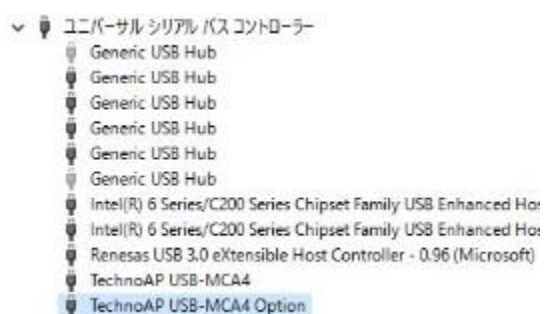 ユニバーサル シリアル バス コントローラー
Generic USB Hub
Generic USB Hub
Generic USB Hub
Generic USB Hub
Generic USB Hub
Generic USB Hub
Intel(R) 6 Series/C200 Series Chipset Family USB Enhanced Hos
Intel(R) 6 Series/C200 Series Chipset Family USB Enhanced Hos
Renesas USB 3.0 eXtensible Host Controller - 0.96 (Microsoft)
TechnoAP USB-MCA4
TechnoAP USB-MCA4 Option